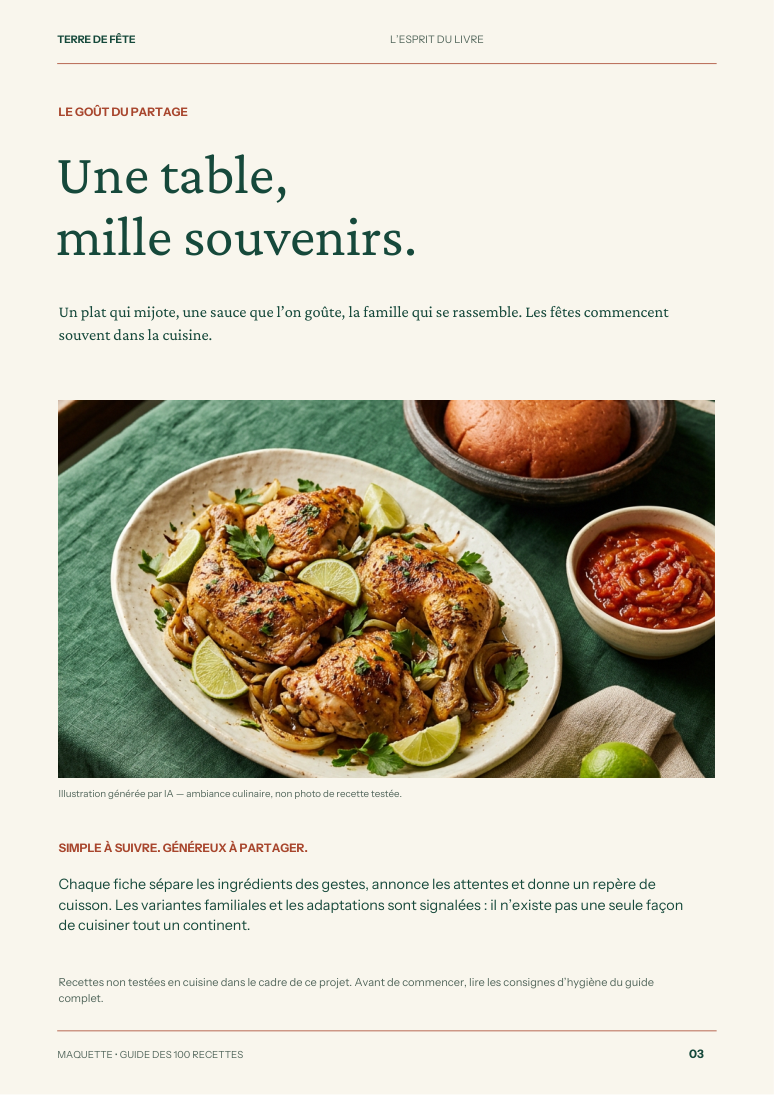 TERRE DE FÊTE
L’ESPRIT DU LIVRE
LE GOÛT DU PARTAGE
Une table,
mille souvenirs.
Un plat qui mijote, une sauce que l’on goûte, la famille qui se rassemble. Les fêtes commencent
souvent dans la cuisine.
Illustration générée par IA — ambiance culinaire, non photo de recette testée.
SIMPLE À SUIVRE. GÉNÉREUX À PARTAGER.
Chaque fiche sépare les ingrédients des gestes, annonce les attentes et donne un repère de
cuisson. Les variantes familiales et les adaptations sont signalées : il n’existe pas une seule façon
de cuisiner tout un continent.
Recettes non testées en cuisine dans le cadre de ce projet. Avant de commencer, lire les consignes d’hygiène du guide
complet.
MAQUETTE • GUIDE DES 100 RECETTES
03